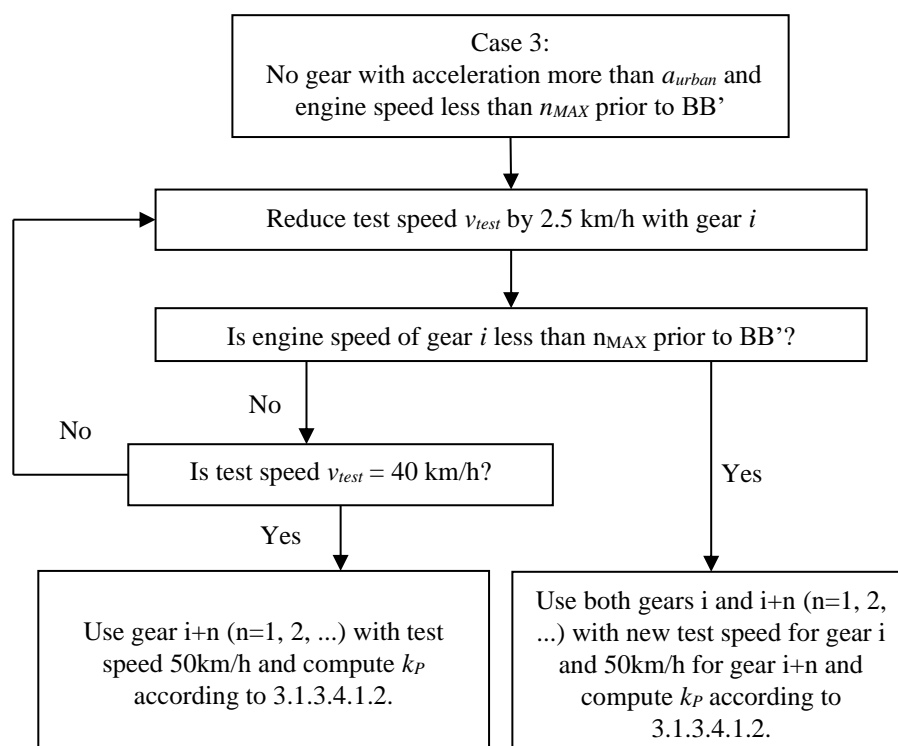 Case 3:
No gear with acceleration more than a_urban and
engine speed less than n_MAX prior to BB’
Reduce test speed v_test by 2.5 km/h with gear i
Is engine speed of gear i less than n_MAX prior to BB’?
No
No
Is test speed v_test = 40 km/h?
Yes
Yes
Use gear i+n (n=1, 2, ...) with test
speed 50km/h and compute k_P
according to 3.1.3.4.1.2.
Use both gears i and i+n (n=1, 2,
...) with new test speed for gear i
and 50km/h for gear i+n and
compute k_P according to
3.1.3.4.1.2.